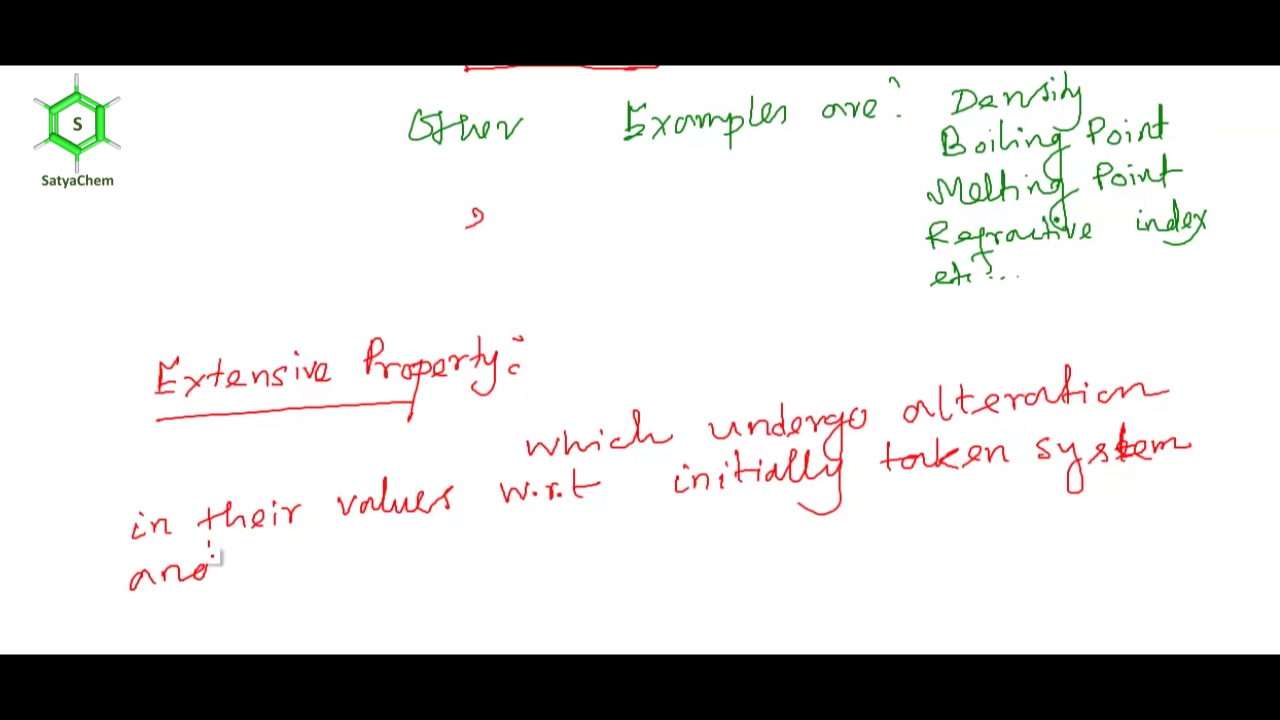 S
SatyaChem
Other Examples are: Density
Boiling Point
Melting Point
Refractive index
etc...
Extensive Property:
which undergo alteration
in their values w.r.t initially taken system
and